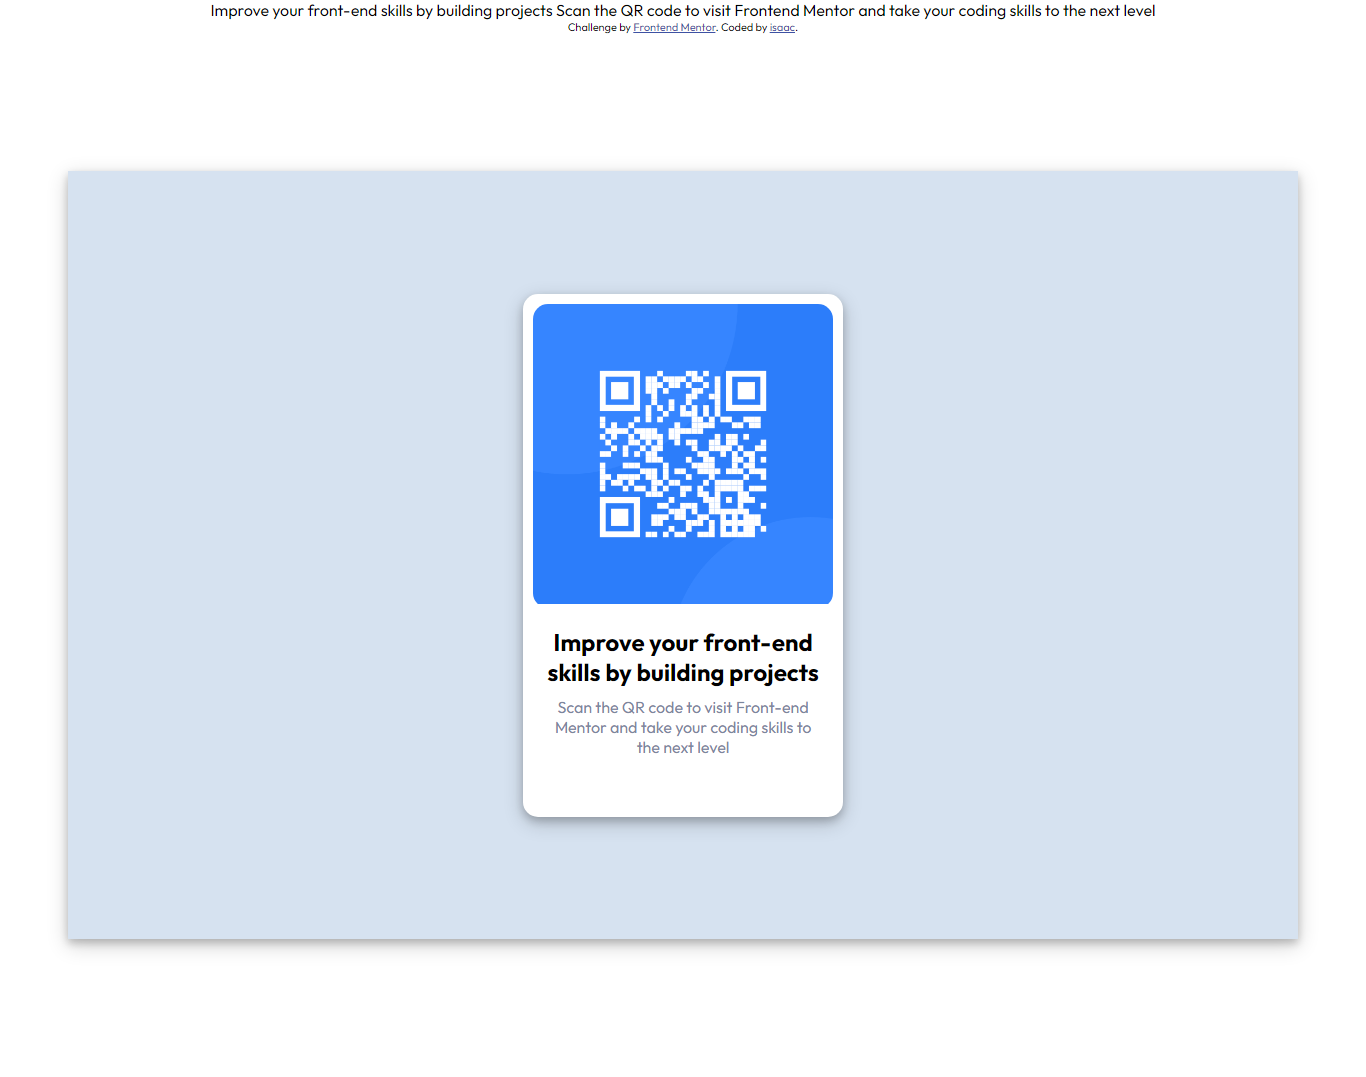 Improve your front-end skills by building projects Scan the QR code to visit Frontend Mentor and take your coding skills to the next level
Challenge by Frontend Mentor. Coded by isaac.
Improve your front-end
skills by building projects
Scan the QR code to visit Front-end
Mentor and take your coding skills to
the next level